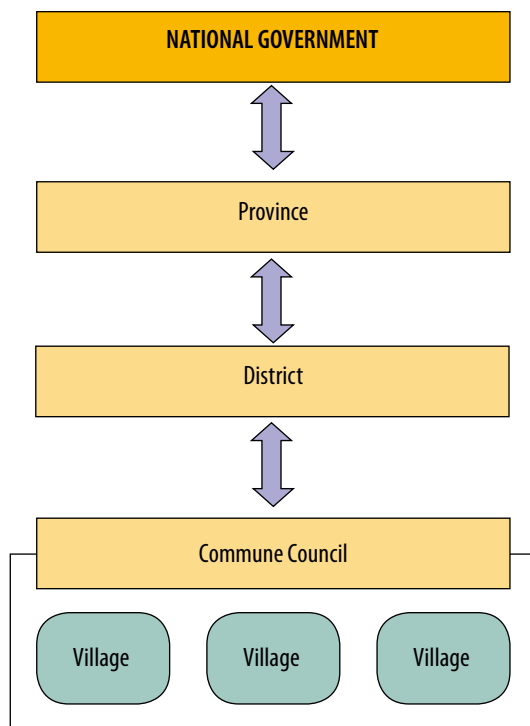 NATIONAL GOVERNMENT
Province
District
Commune Council
Village
Village
Village